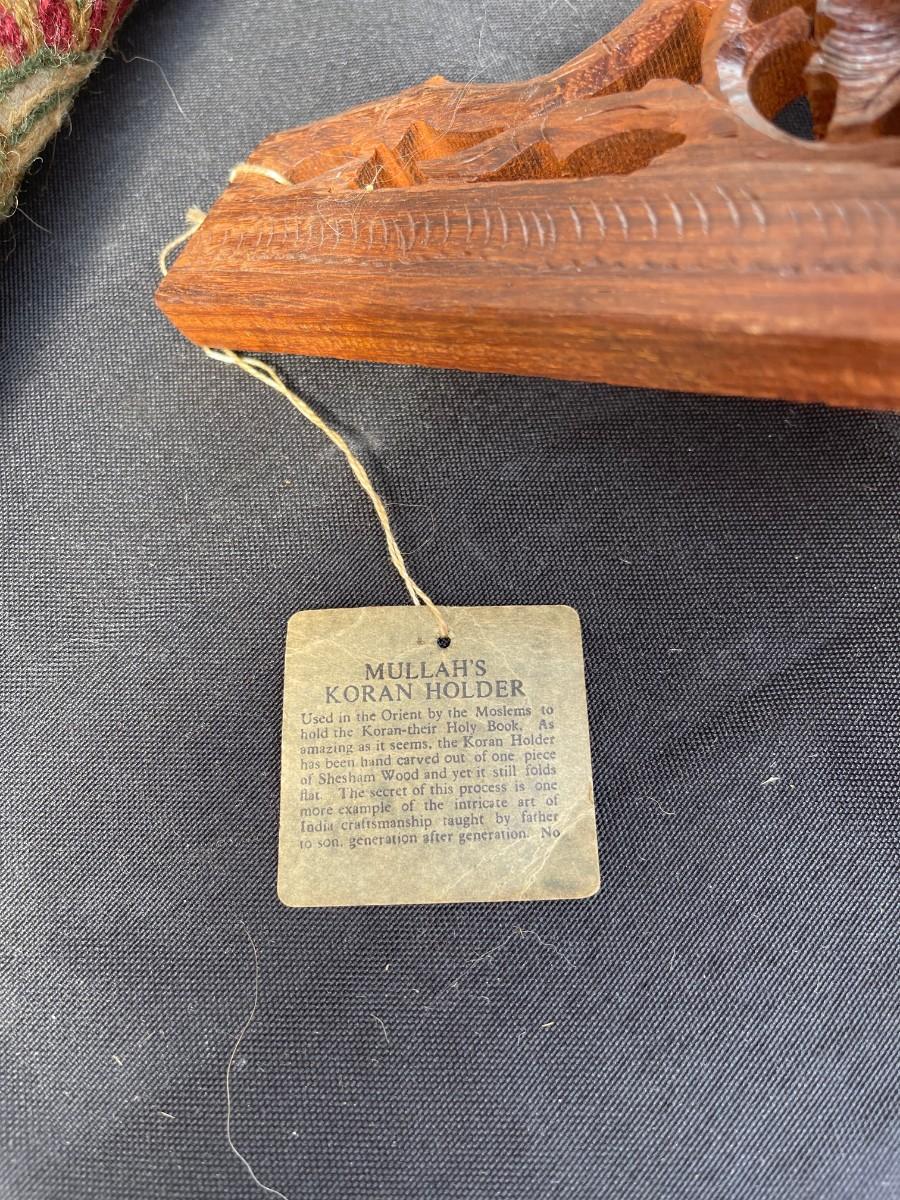 MULLAH'S
KORAN HOLDER
Used in the Orient by the Moslems to
hold the Koran-their Holy Book. As
amazing as it seems, the Koran Holder
has been hand carved out of one piece
of Shesham Wood and yet it still folds
flat. The secret of this process is one
more example of the intricate art of
India craftsmanship taught by father
to son, generation after generation. No